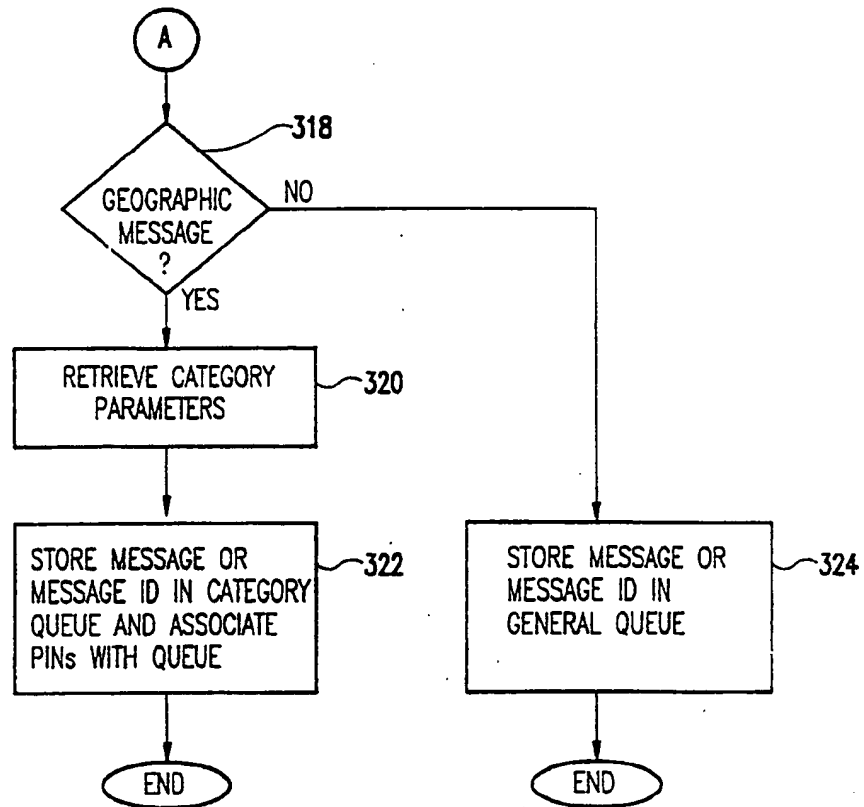 A
318
GEOGRAPHIC
MESSAGE
?
NO
YES
RETRIEVE CATEGORY
PARAMETERS
320
STORE MESSAGE OR
MESSAGE ID IN CATEGORY
QUEUE AND ASSOCIATE
PINs WITH QUEUE
322
STORE MESSAGE OR
MESSAGE ID IN
GENERAL QUEUE
324
END
END